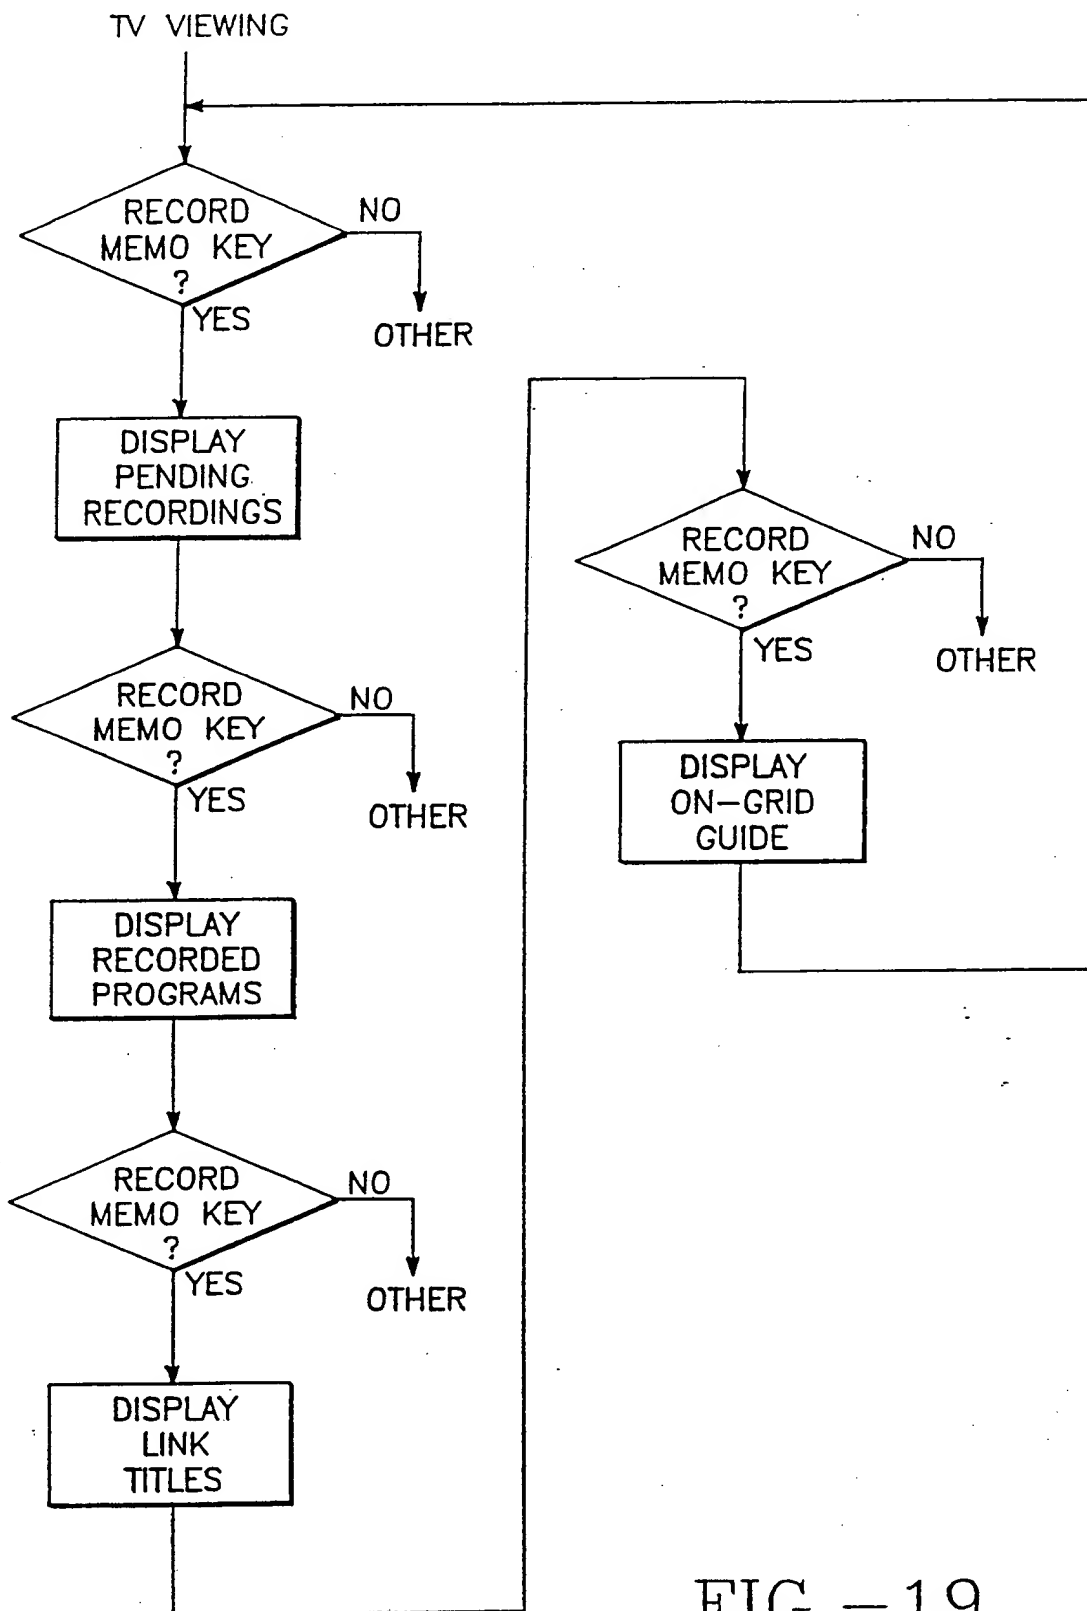 TV VIEWING
RECORD
MEMO KEY
?
NO
YES
OTHER
DISPLAY
PENDING
RECORDINGS
RECORD
MEMO KEY
?
NO
YES
OTHER
DISPLAY
RECORDED
PROGRAMS
RECORD
MEMO KEY
?
NO
YES
OTHER
DISPLAY
LINK
TITLES
RECORD
MEMO KEY
?
NO
YES
OTHER
DISPLAY
ON-GRID
GUIDE
FIG.-19